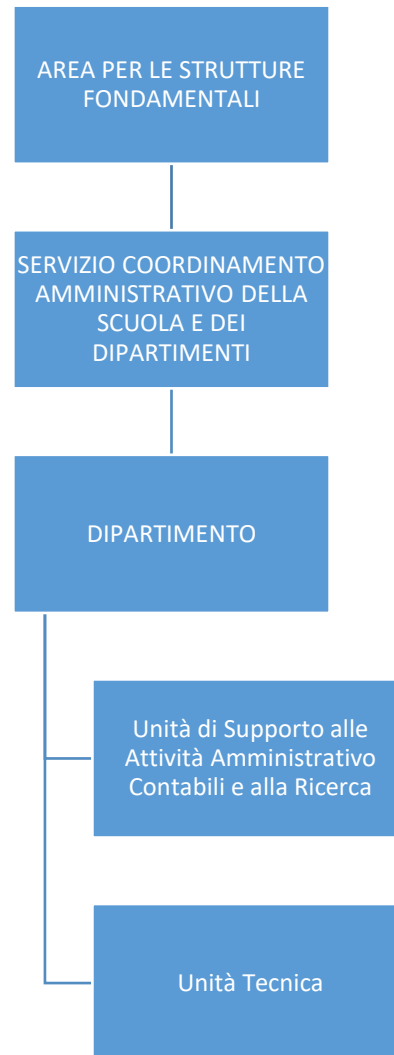 AREA PER LE STRUTTURE
FONDAMENTALI
SERVIZIO COORDINAMENTO
AMMINISTRATIVO DELLA
SCUOLA E DEI
DIPARTIMENTI
DIPARTIMENTO
Unità di Supporto alle
Attività Amministrativo
Contabili e alla Ricerca
Unità Tecnica